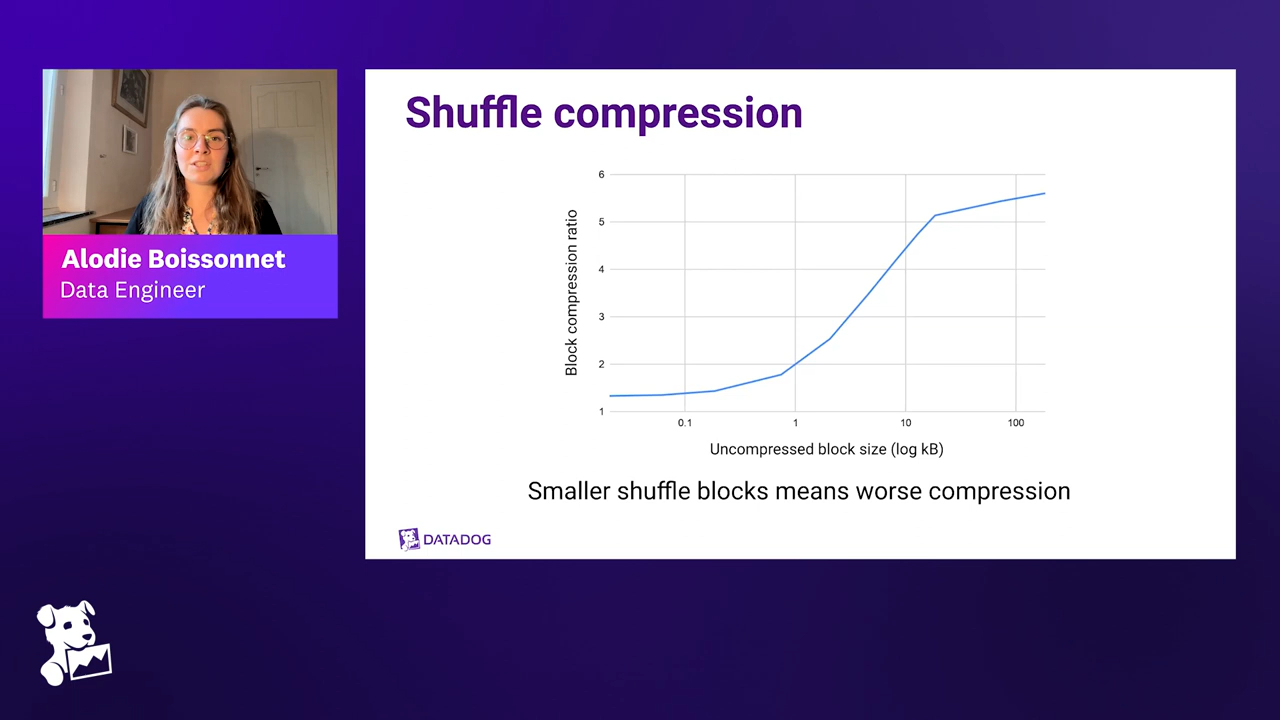 Alodie Boissonnet
Data Engineer
Shuffle compression
Block compression ratio
6
5
4
3
2
1
0.1
1
10
100
Uncompressed block size (log kB)
Smaller shuffle blocks means worse compression
DATADOG